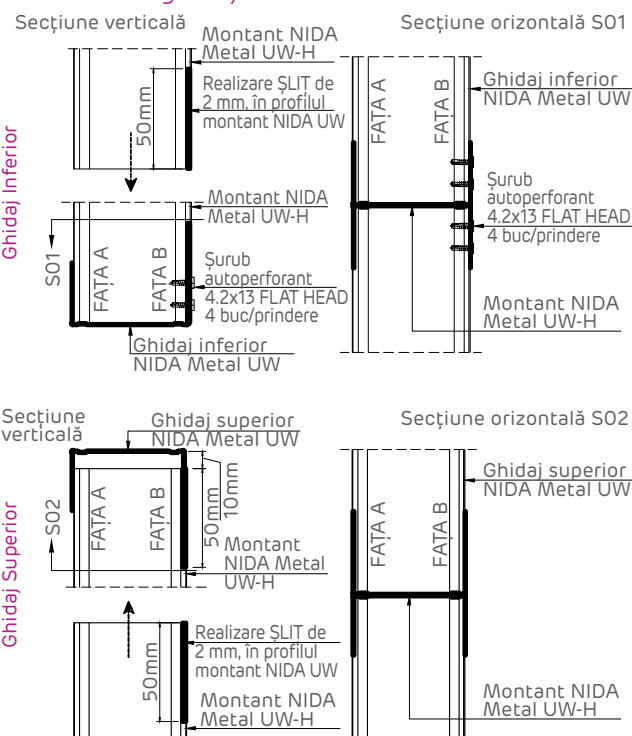 Secțiune verticală
Montant NIDA
Metal UW-H
50mm
Realizare ȘLIT de
2 mm, în profilul
montant NIDA UW
Ghidaj Inferior
Montant NIDA
Metal UW-H
S01
FAȚA A
FAȚA B
Șurub
autoperforant
4.2x13 FLAT HEAD
4 buc/prindere
Ghidaj inferior
NIDA Metal UW
Secțiune orizontală S01
FAȚA A
FAȚA B
Ghidaj inferior
NIDA Metal UW
Șurub
autoperforant
4.2x13 FLAT HEAD
4 buc/prindere
Montant NIDA
Metal UW-H
Secțiune
verticală
Ghidaj superior
NIDA Metal UW
Ghidaj Superior
S02
FAȚA A
FAȚA B
50mm
10mm
Montant
NIDA Metal
UW-H
50mm
Realizare ȘLIT de
2 mm, în profilul
montant NIDA UW
Montant NIDA
Metal UW-H
Secțiune orizontală S02
FAȚA A
FAȚA B
Ghidaj superior
NIDA Metal UW
Montant NIDA
Metal UW-H